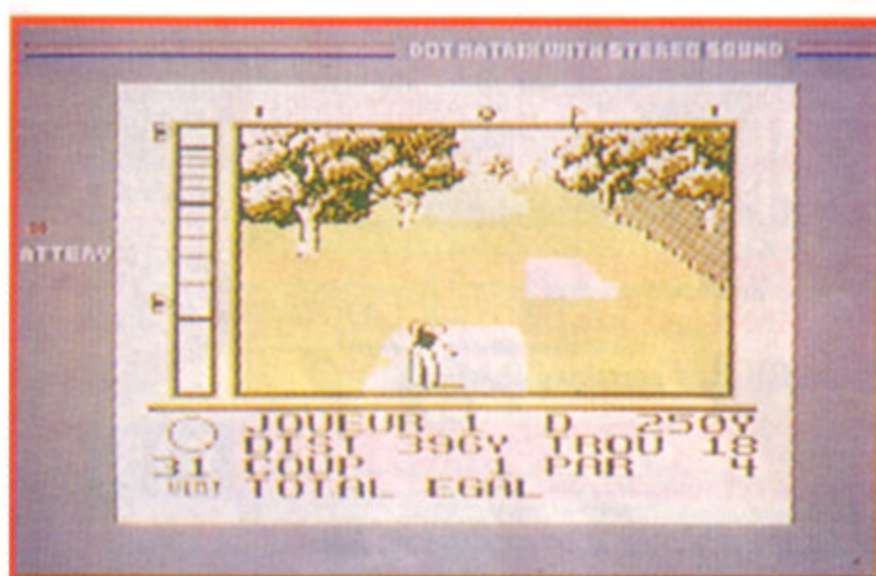 DOT MATRIX WITH STEREO SOUND
ATTERY
JOUEUR 1 D 250Y
DIST 396Y TROU 18
31 COUP 1 PAR 4
VENT TOTAL EGAL